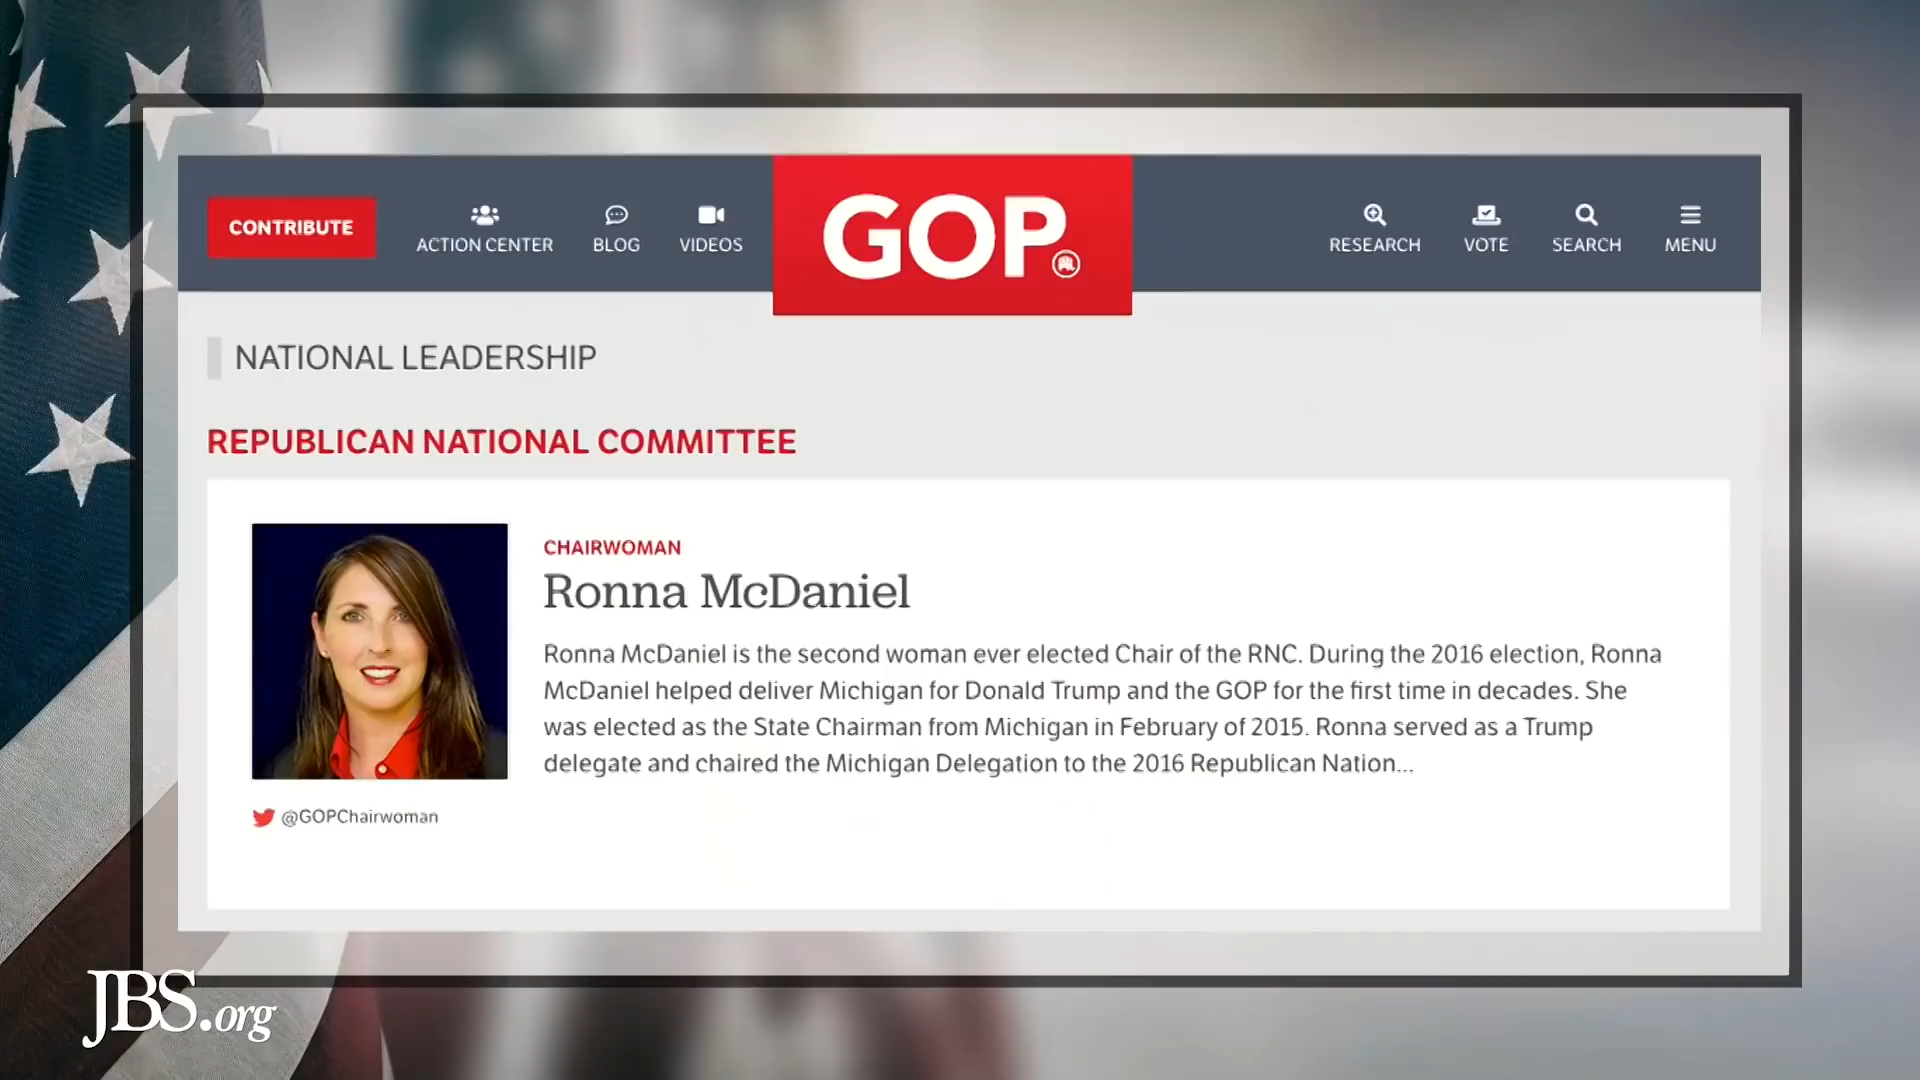 CONTRIBUTE
ACTION CENTER
BLOG
VIDEOS
GOP
RESEARCH
VOTE
SEARCH
MENU
NATIONAL LEADERSHIP
REPUBLICAN NATIONAL COMMITTEE
CHAIRWOMAN
Ronna McDaniel
Ronna McDaniel is the second woman ever elected Chair of the RNC. During the 2016 election, Ronna
McDaniel helped deliver Michigan for Donald Trump and the GOP for the first time in decades. She
was elected as the State Chairman from Michigan in February of 2015. Ronna served as a Trump
delegate and chaired the Michigan Delegation to the 2016 Republican Nation...
@GOPChairwoman
JBS.org